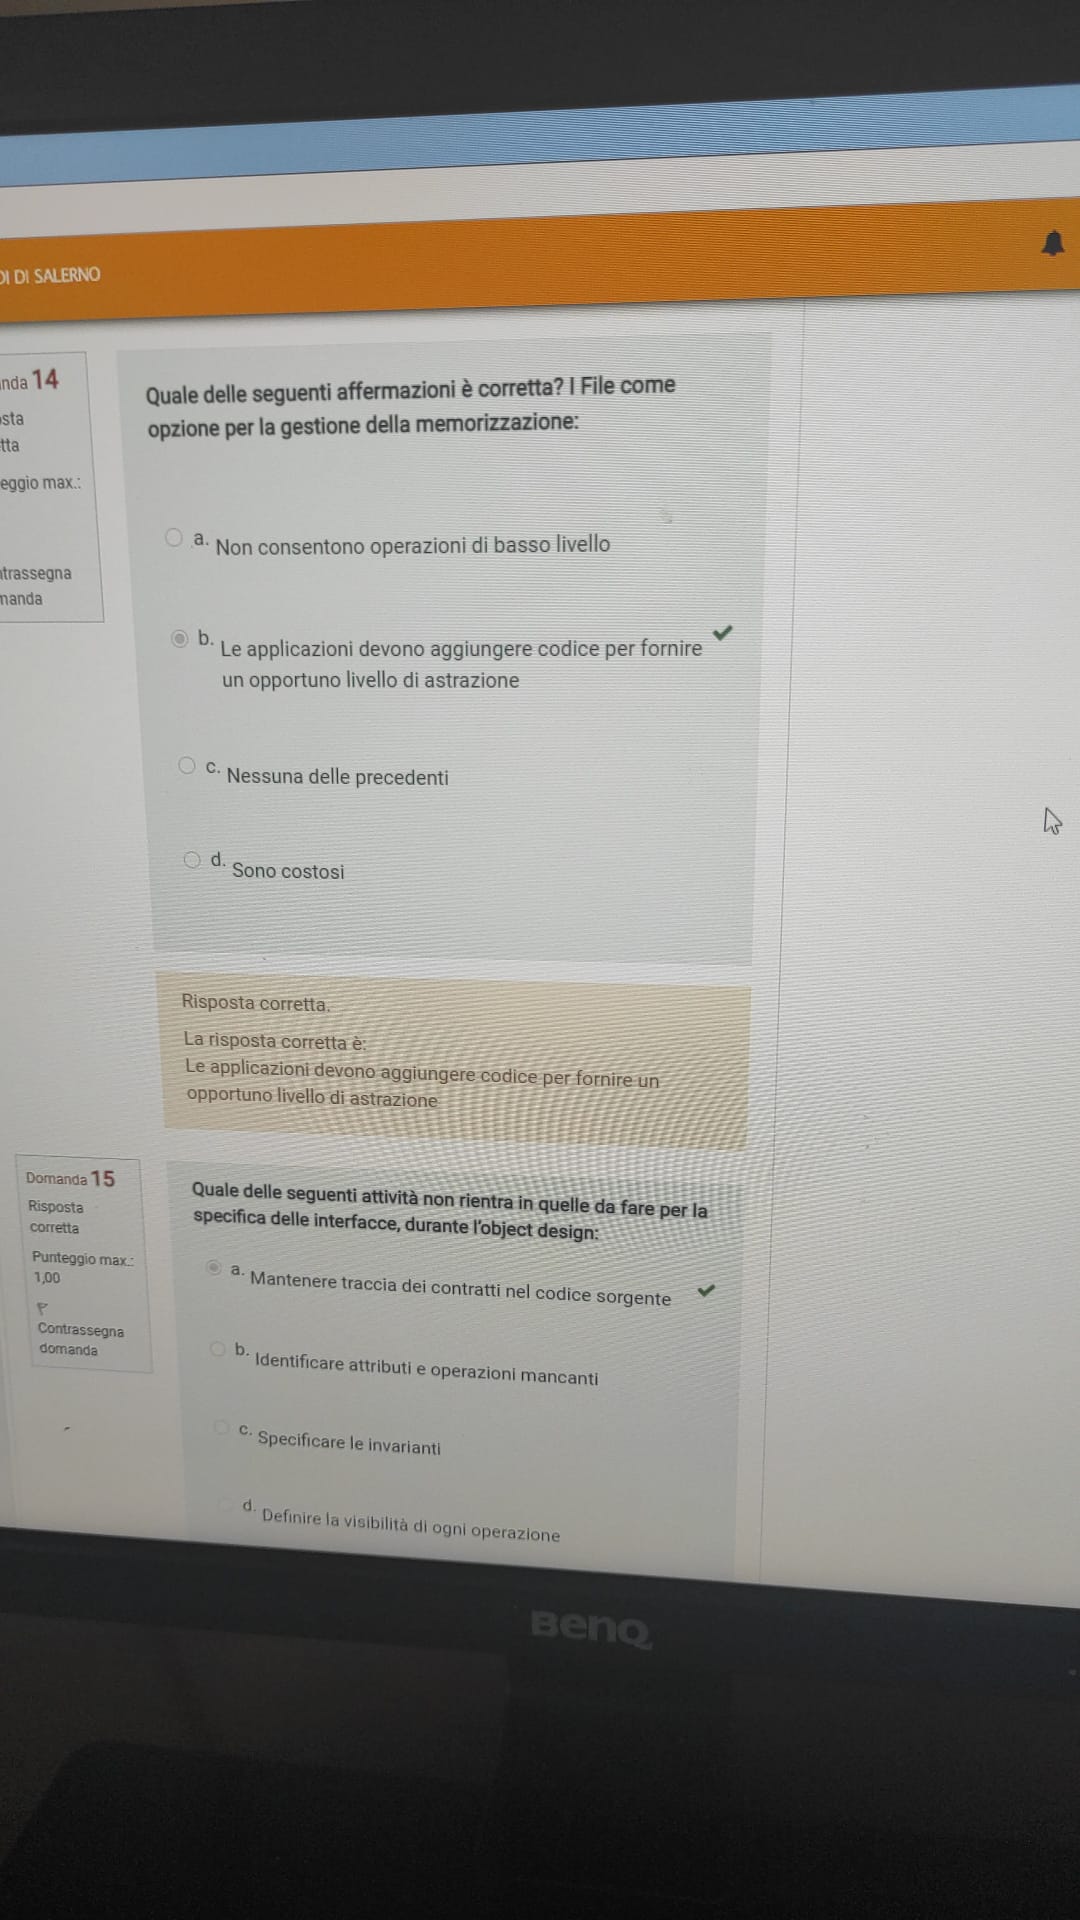 DI DI SALERNO
nda 14
osta
tta
eggio max.:
ntrassegna
manda
Quale delle seguenti affermazioni è corretta? I File come
opzione per la gestione della memorizzazione:
a. Non consentono operazioni di basso livello
b. Le applicazioni devono aggiungere codice per fornire
un opportuno livello di astrazione
c. Nessuna delle precedenti
d. Sono costosi
Risposta corretta.
La risposta corretta è:
Le applicazioni devono aggiungere codice per fornire un
opportuno livello di astrazione
Domanda 15
Risposta
corretta
Punteggio max.:
1,00
Contrassegna
domanda
Quale delle seguenti attività non rientra in quelle da fare per la
specifica delle interfacce, durante l'object design:
a. Mantenere traccia dei contratti nel codice sorgente
b. Identificare attributi e operazioni mancanti
c. Specificare le invarianti
d. Definire la visibilità di ogni operazione
BenQ